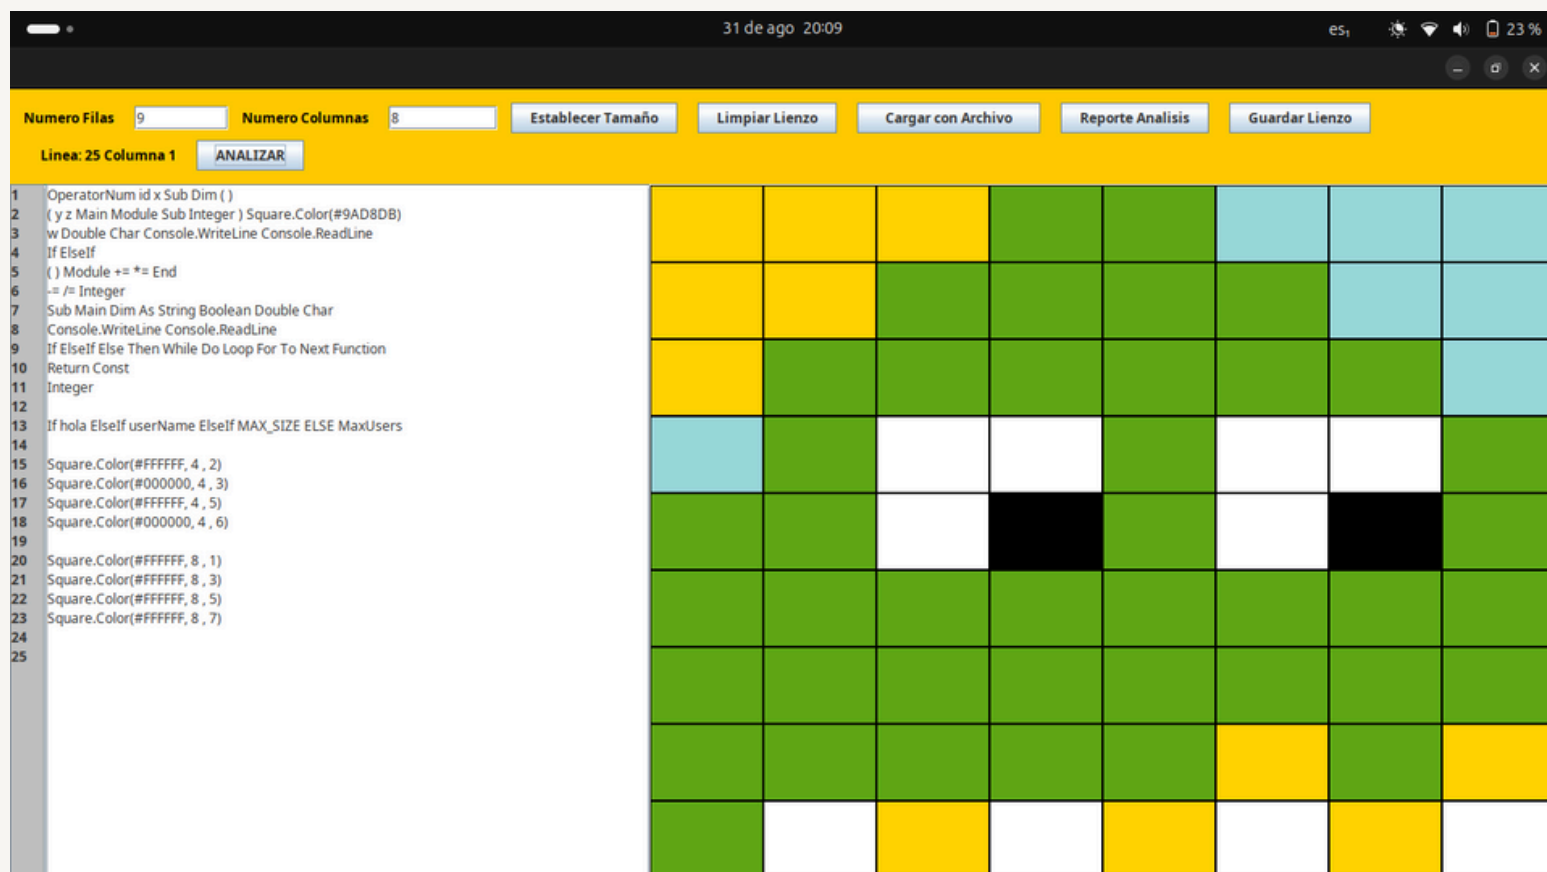 31 de ago 20:09 es₁ 23 %
Numero Filas 9 Numero Columnas 8 Establecer Tamaño Limpiar Lienzo Cargar con Archivo Reporte Analisis Guardar Lienzo
Linea: 25 Columna 1 ANALIZAR
1 OperatorNum id x Sub Dim ( )
2 ( y z Main Module Sub Integer ) Square.Color(#9AD8DB)
3 w Double Char Console.WriteLine Console.ReadLine
4 If ElseIf
5 ( ) Module += *= End
6 -= /= Integer
7 Sub Main Dim As String Boolean Double Char
8 Console.WriteLine Console.ReadLine
9 If ElseIf Else Then While Do Loop For To Next Function
10 Return Const
11 Integer
12
13 If hola ElseIf userName ElseIf MAX_SIZE ELSE MaxUsers
14
15 Square.Color(#FFFFFF, 4 , 2)
16 Square.Color(#000000, 4 , 3)
17 Square.Color(#FFFFFF, 4 , 5)
18 Square.Color(#000000, 4 , 6)
19
20 Square.Color(#FFFFFF, 8 , 1)
21 Square.Color(#FFFFFF, 8 , 3)
22 Square.Color(#FFFFFF, 8 , 5)
23 Square.Color(#FFFFFF, 8 , 7)
24
25